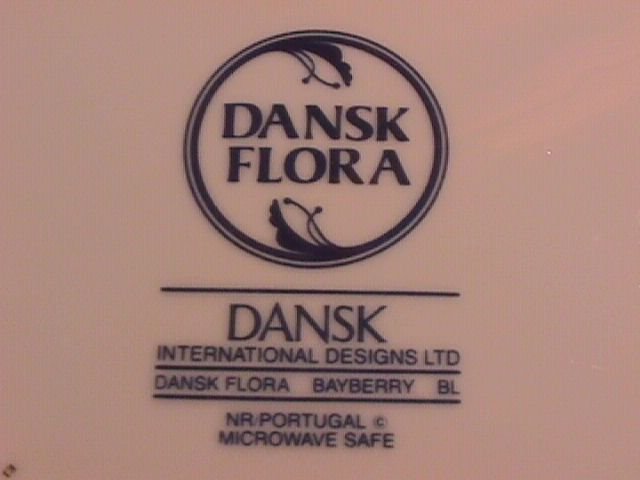 DANSK
FLORA
DANSK
INTERNATIONAL DESIGNS LTD
DANSK FLORA BAYBERRY BL
NR/PORTUGAL ©
MICROWAVE SAFE